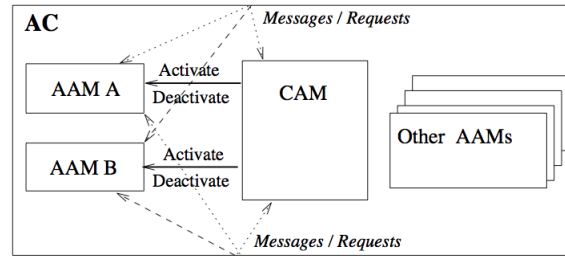 AC
Messages / Requests
Activate
AAM A
Deactivate
CAM
Other AAMs
Activate
AAM B
Deactivate
Messages / Requests